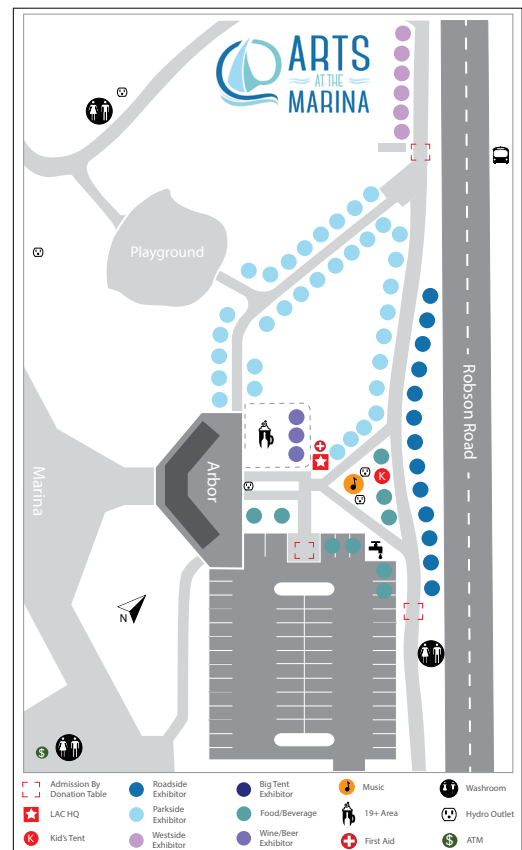 ARTS
AT THE
MARINA
Playground
Robson Road
Marina
Arbor
K
N
$
Admission By
Donation Table
LAC HQ
K
Kid's Tent
Roadside
Exhibitor
Parkside
Exhibitor
Westside
Exhibitor
Big Tent
Exhibitor
Food/Beverage
Wine/Beer
Exhibitor
Music
19+ Area
First Aid
Washroom
Hydro Outlet
$
ATM